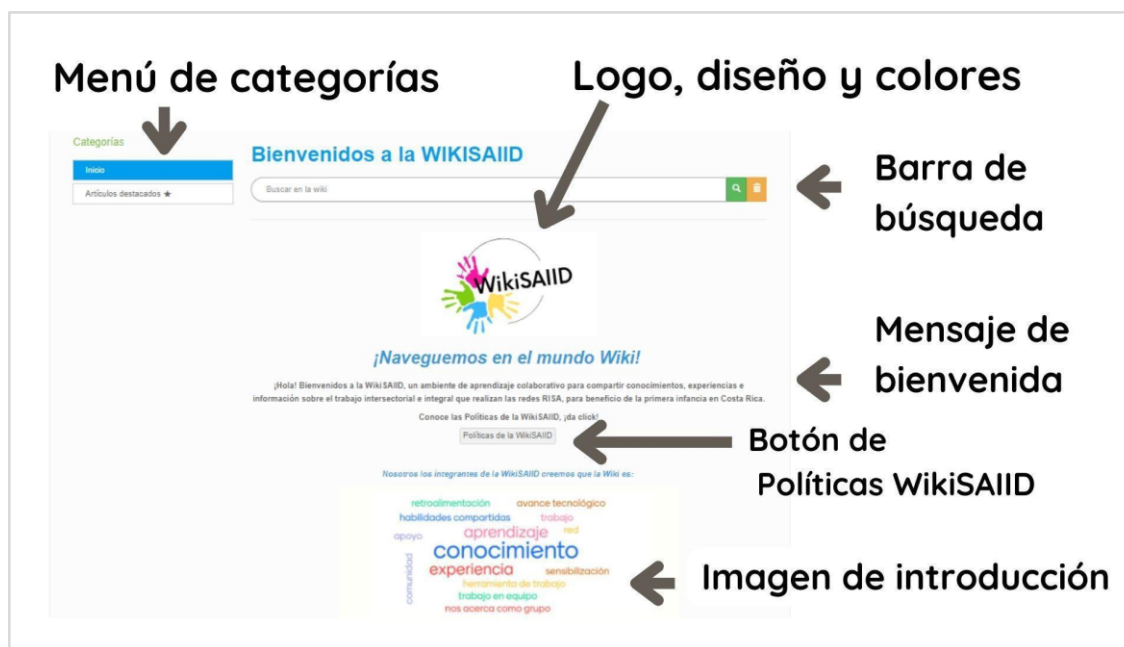 Menú de categorías
Logo, diseño y colores
Categorías
Inicio
Artículos destacados ★
Bienvenidos a la WIKISAIID
Buscar en la wiki
Barra de
búsqueda
WikiSAIID
¡Naveguemos en el mundo Wiki!
Mensaje de
bienvenida
¡Hola! Bienvenidos a la WikiSAIID, un ambiente de aprendizaje colaborativo para compartir conocimientos, experiencias e
información sobre el trabajo intersectorial e integral que realizan las redes RISA, para beneficio de la primera infancia en Costa Rica.
Conoce las Políticas de la WikiSAIID, ¡da click!
Políticas de la WikiSAIID
Botón de
Políticas WikiSAIID
Nosotros los integrantes de la WikiSAIID creemos que la Wiki es:
retroalimentación
avance tecnológico
habilidades compartidas
trabajo
apoyo
aprendizaje
red
conocimiento
comunidad
experiencia
sensibilización
herramienta de trabajo
trabajo en equipo
nos acerca como grupo
Imagen de introducción